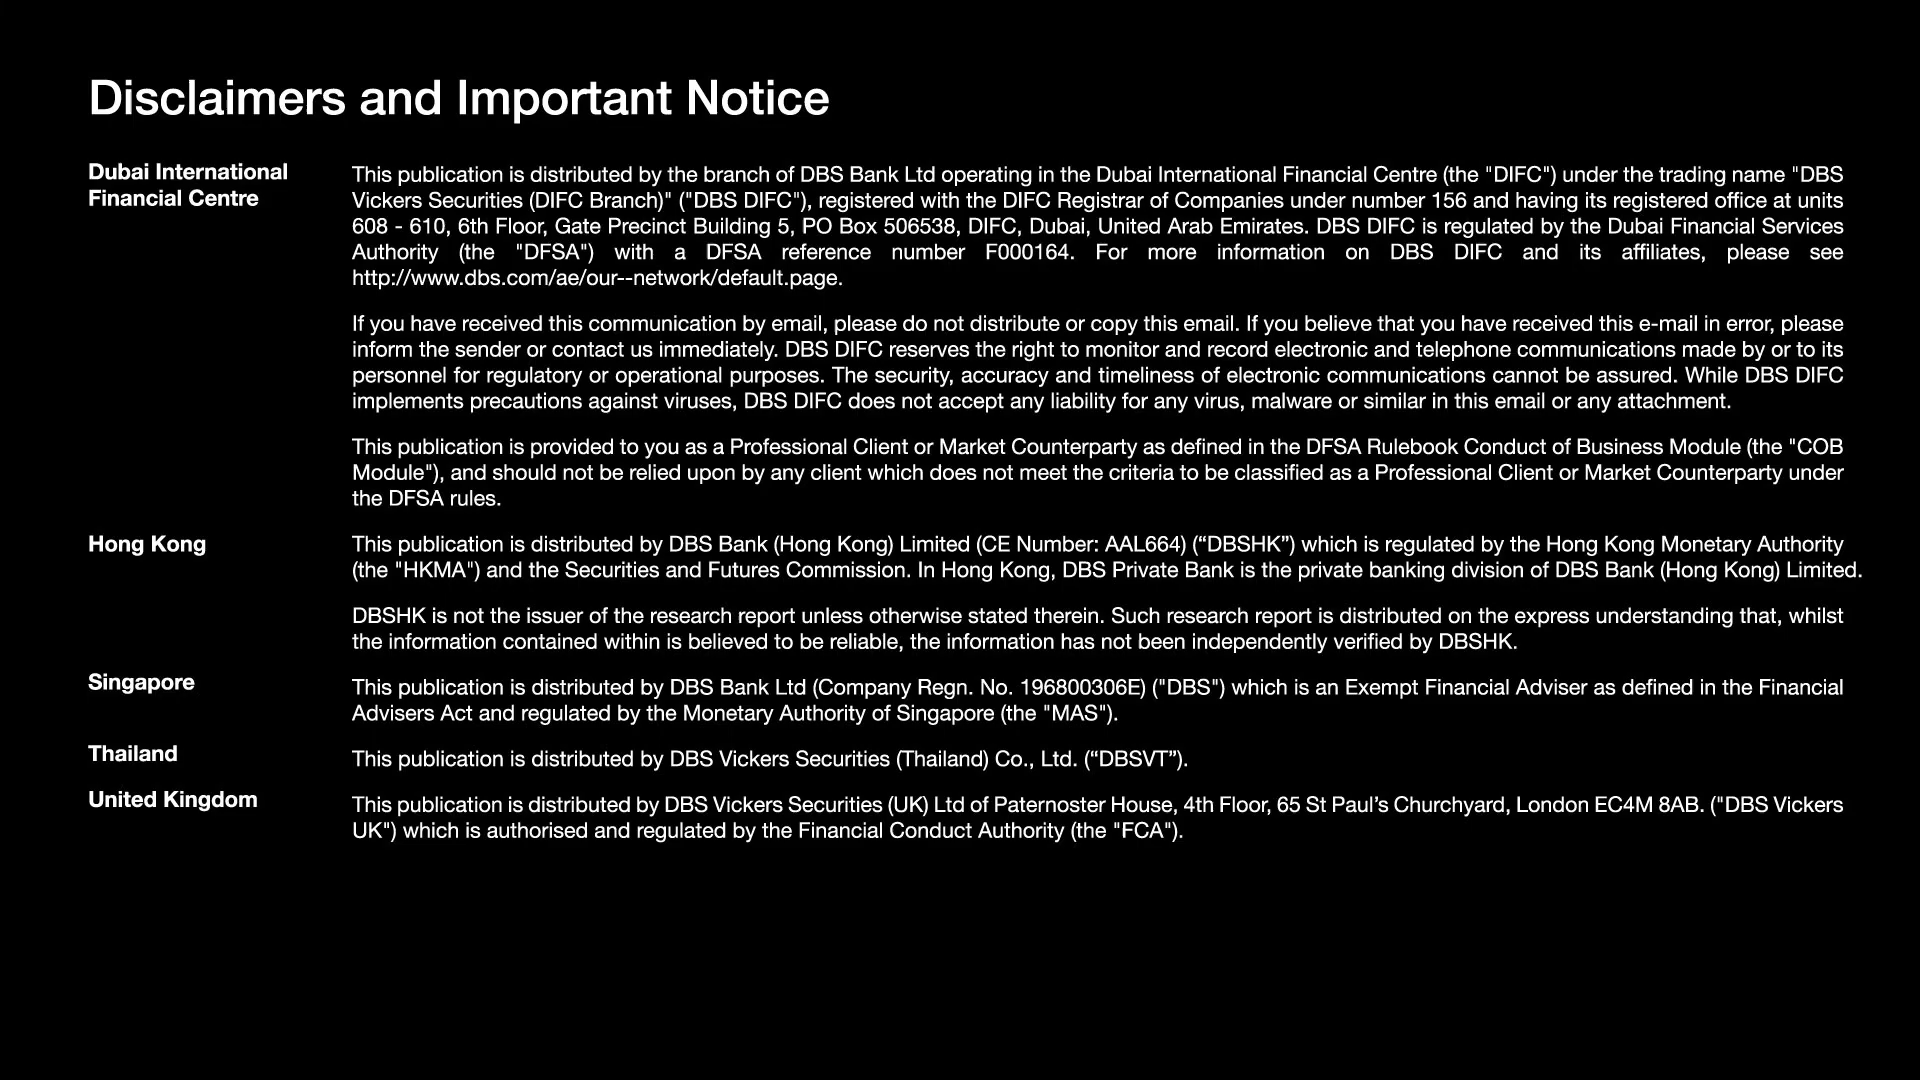 Disclaimers and Important Notice
Dubai International
Financial Centre
This publication is distributed by the branch of DBS Bank Ltd operating in the Dubai International Financial Centre (the "DIFC") under the trading name "DBS
Vickers Securities (DIFC Branch)" ("DBS DIFC"), registered with the DIFC Registrar of Companies under number 156 and having its registered office at units
608 - 610, 6th Floor, Gate Precinct Building 5, PO Box 506538, DIFC, Dubai, United Arab Emirates. DBS DIFC is regulated by the Dubai Financial Services
Authority (the "DFSA") with a DFSA reference number F000164. For more information on DBS DIFC and its affiliates, please see
http://www.dbs.com/ae/our--network/default.page.
If you have received this communication by email, please do not distribute or copy this email. If you believe that you have received this e-mail in error, please
inform the sender or contact us immediately. DBS DIFC reserves the right to monitor and record electronic and telephone communications made by or to its
personnel for regulatory or operational purposes. The security, accuracy and timeliness of electronic communications cannot be assured. While DBS DIFC
implements precautions against viruses, DBS DIFC does not accept any liability for any virus, malware or similar in this email or any attachment.
This publication is provided to you as a Professional Client or Market Counterparty as defined in the DFSA Rulebook Conduct of Business Module (the "COB
Module"), and should not be relied upon by any client which does not meet the criteria to be classified as a Professional Client or Market Counterparty under
the DFSA rules.
Hong Kong
This publication is distributed by DBS Bank (Hong Kong) Limited (CE Number: AAL664) (“DBSHK”) which is regulated by the Hong Kong Monetary Authority
(the "HKMA") and the Securities and Futures Commission. In Hong Kong, DBS Private Bank is the private banking division of DBS Bank (Hong Kong) Limited.
DBSHK is not the issuer of the research report unless otherwise stated therein. Such research report is distributed on the express understanding that, whilst
the information contained within is believed to be reliable, the information has not been independently verified by DBSHK.
Singapore
This publication is distributed by DBS Bank Ltd (Company Regn. No. 196800306E) ("DBS") which is an Exempt Financial Adviser as defined in the Financial
Advisers Act and regulated by the Monetary Authority of Singapore (the "MAS").
Thailand
This publication is distributed by DBS Vickers Securities (Thailand) Co., Ltd. (“DBSVT”).
United Kingdom
This publication is distributed by DBS Vickers Securities (UK) Ltd of Paternoster House, 4th Floor, 65 St Paul’s Churchyard, London EC4M 8AB. ("DBS Vickers
UK") which is authorised and regulated by the Financial Conduct Authority (the "FCA").